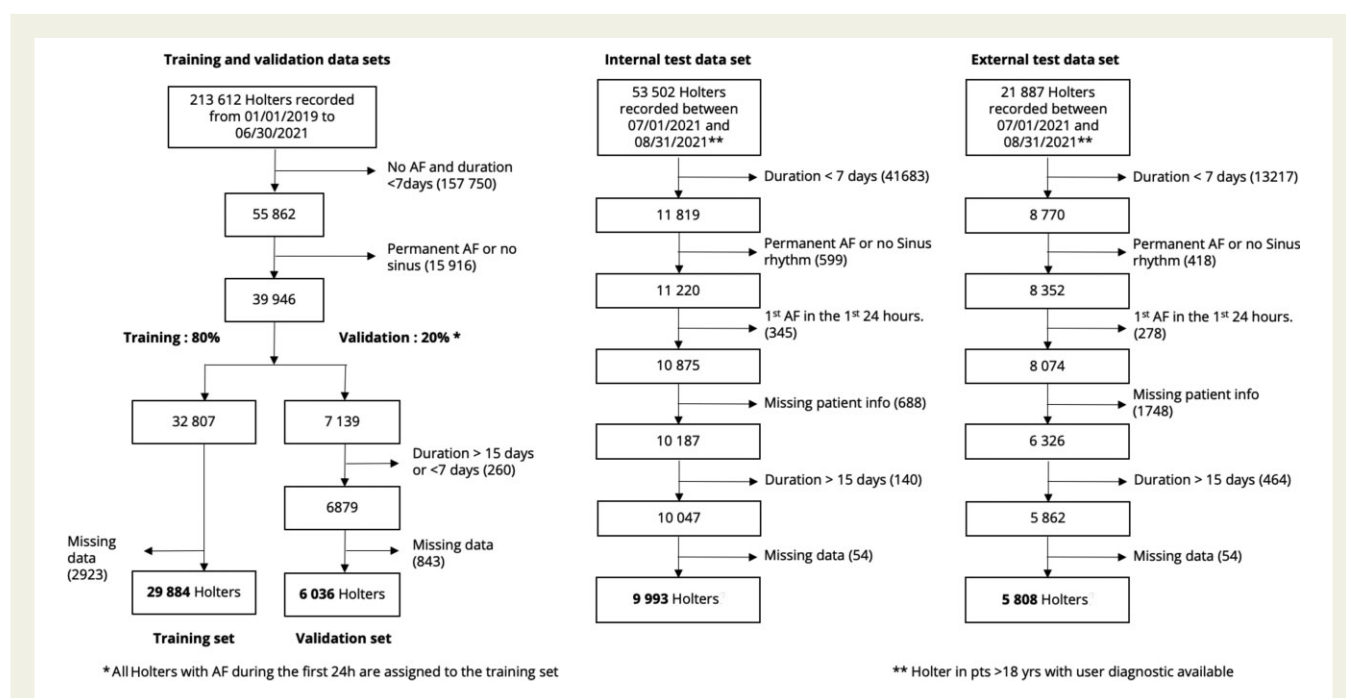 Training and validation data sets
213 612 Holters recorded
from 01/01/2019 to
06/30/2021
No AF and duration
<7days (157 750)
55 862
Permanent AF or no
sinus (15 916)
39 946
Training : 80%
Validation : 20% *
32 807
7 139
Duration > 15 days
or <7 days (260)
6879
Missing
data
(2923)
Missing data
(843)
29 884 Holters
6 036 Holters
Training set
Validation set
Internal test data set
53 502 Holters
recorded between
07/01/2021 and
08/31/2021**
Duration < 7 days (41683)
11 819
Permanent AF or no Sinus
rhythm (599)
11 220
1st AF in the 1st 24 hours.
(345)
10 875
Missing patient info (688)
10 187
Duration > 15 days (140)
10 047
Missing data (54)
9 993 Holters
External test data set
21 887 Holters
recorded between
07/01/2021 and
08/31/2021**
Duration < 7 days (13217)
8 770
Permanent AF or no Sinus
rhythm (418)
8 352
1st AF in the 1st 24 hours.
(278)
8 074
Missing patient info
(1748)
6 326
Duration > 15 days (464)
5 862
Missing data (54)
5 808 Holters
*All Holters with AF during the first 24h are assigned to the training set
** Holter in pts >18 yrs with user diagnostic available